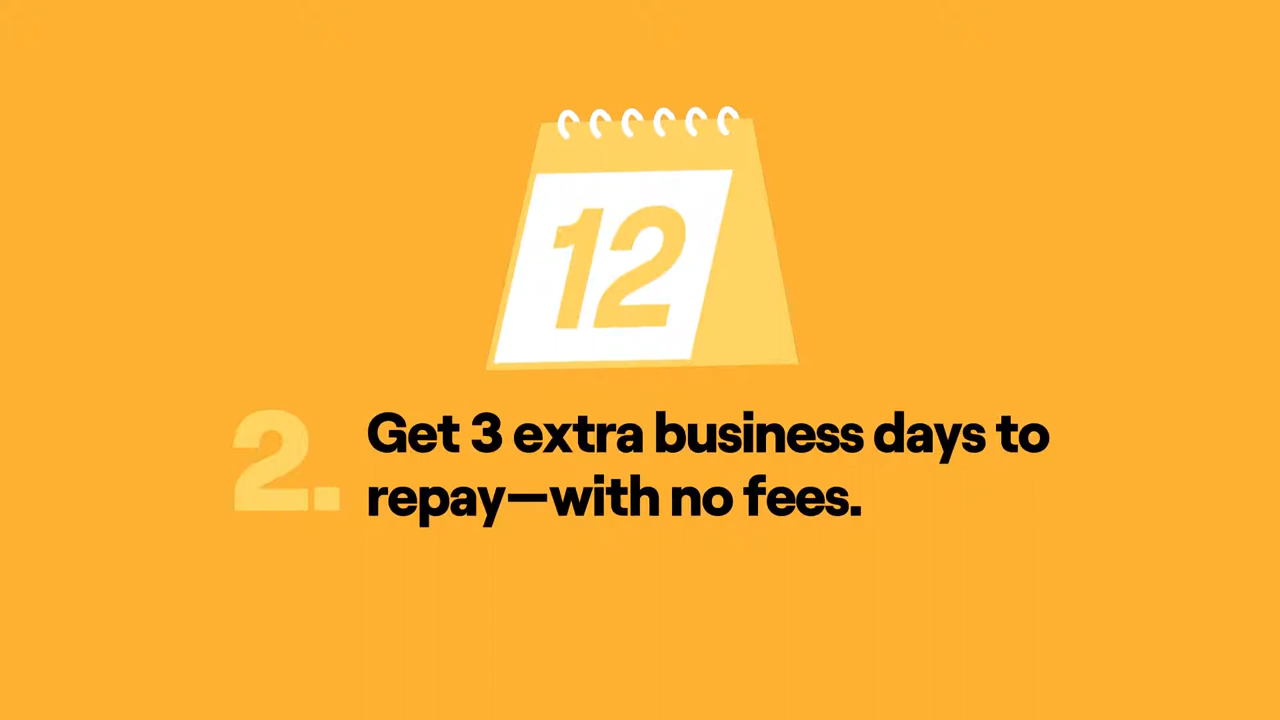 12
2. Get 3 extra business days to
repay—with no fees.